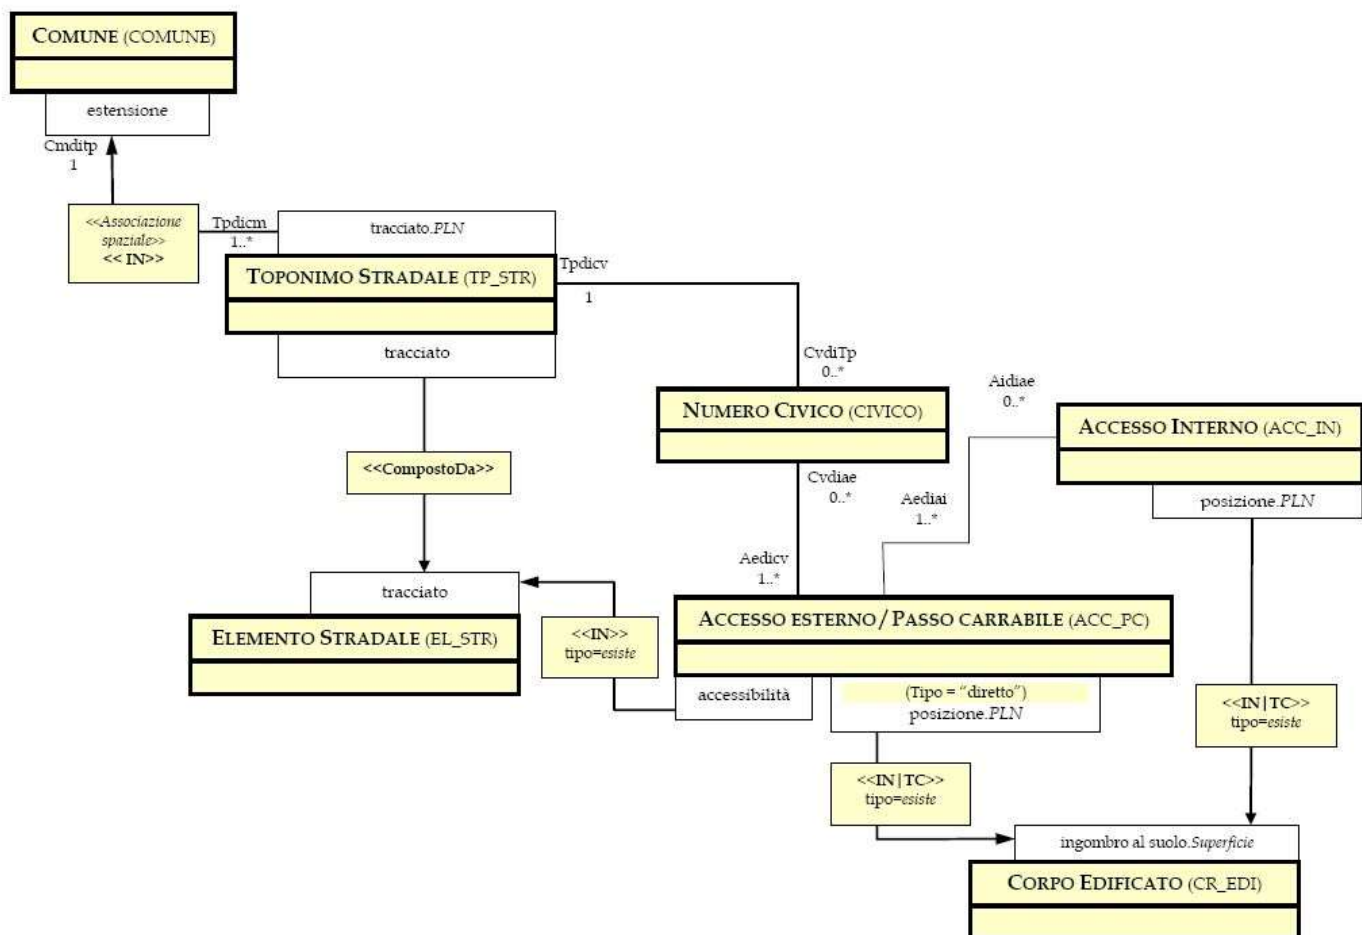 COMUNE (COMUNE)
estensione
Cmditp
1
<<Associazione
spaziale>>
<< IN>>
Tpdicm
1..*
tracciato.PLN
TOPONIMO STRADALE (TP_STR)
tracciato
Tpdicv
1
CvdiTp
0..*
NUMERO CIVICO (CIVICO)
Aidiae
0..*
ACCESSO INTERNO (ACC_IN)
posizione.PLN
<<CompostoDa>>
Cvdiae
0..*
Aediai
1..*
Aedicv
1..*
tracciato
ELEMENTO STRADALE (EL_STR)
<<IN>>
tipo=esiste
ACCESSO ESTERNO / PASSO CARRABILE (ACC_PC)
accessibilità
(Tipo = “diretto”)
posizione.PLN
<<IN|TC>>
tipo=esiste
<<IN|TC>>
tipo=esiste
ingombro al suolo.Superficie
CORPO EDIFICATO (CR_EDI)